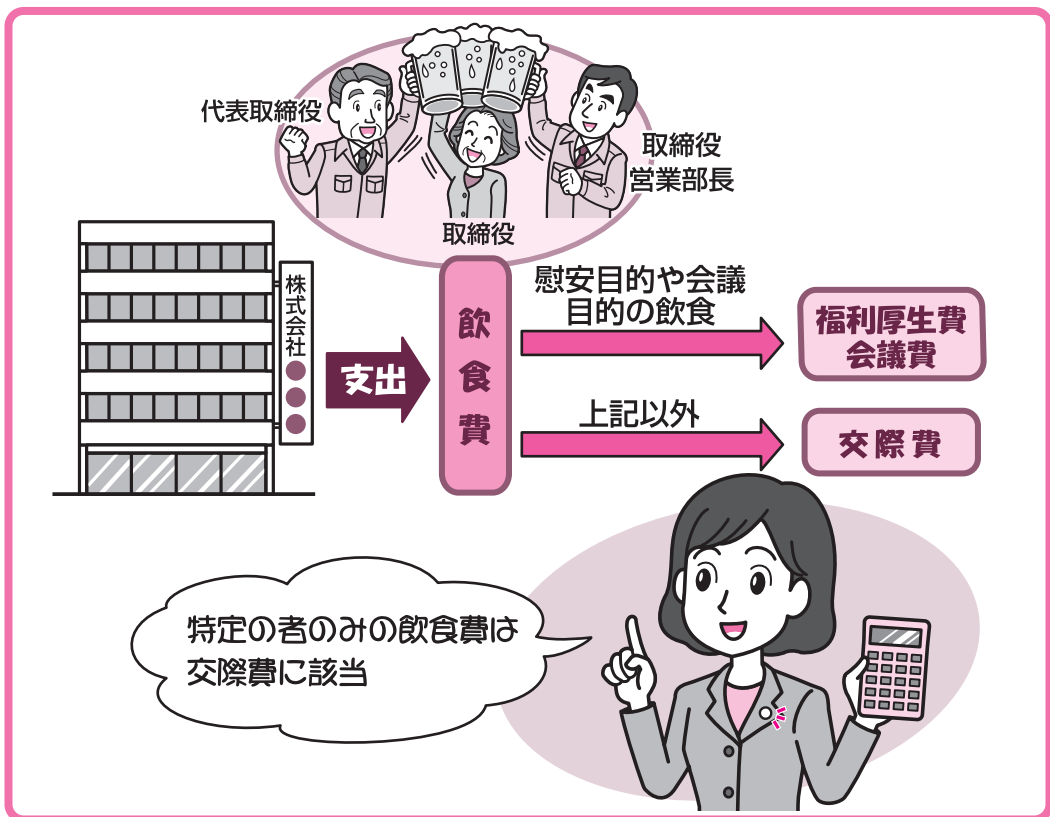 代表取締役
取締役
営業部長
取締役
株式会社●●●
支出
飲食費
慰安目的や会議
目的の飲食
福利厚生費
会議費
上記以外
交際費
特定の者のみの飲食費は
交際費に該当